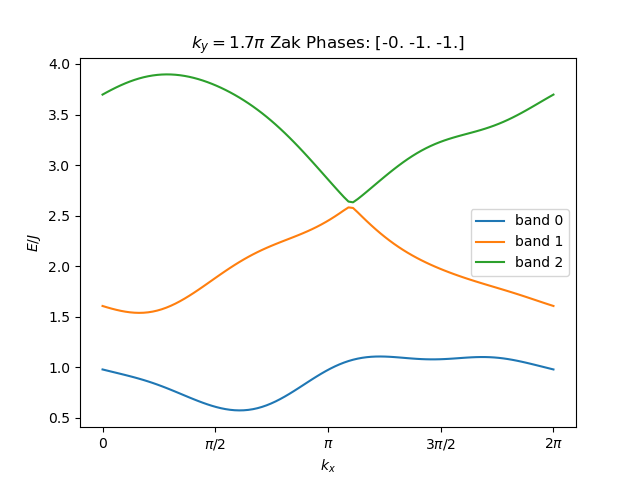 k_y = 1.7π Zak Phases: [-0. -1. -1.]
4.0
3.5
3.0
2.5
2.0
1.5
1.0
0.5
E/J
band 0
band 1
band 2
0 π/2 π 3π/2 2π
k_x